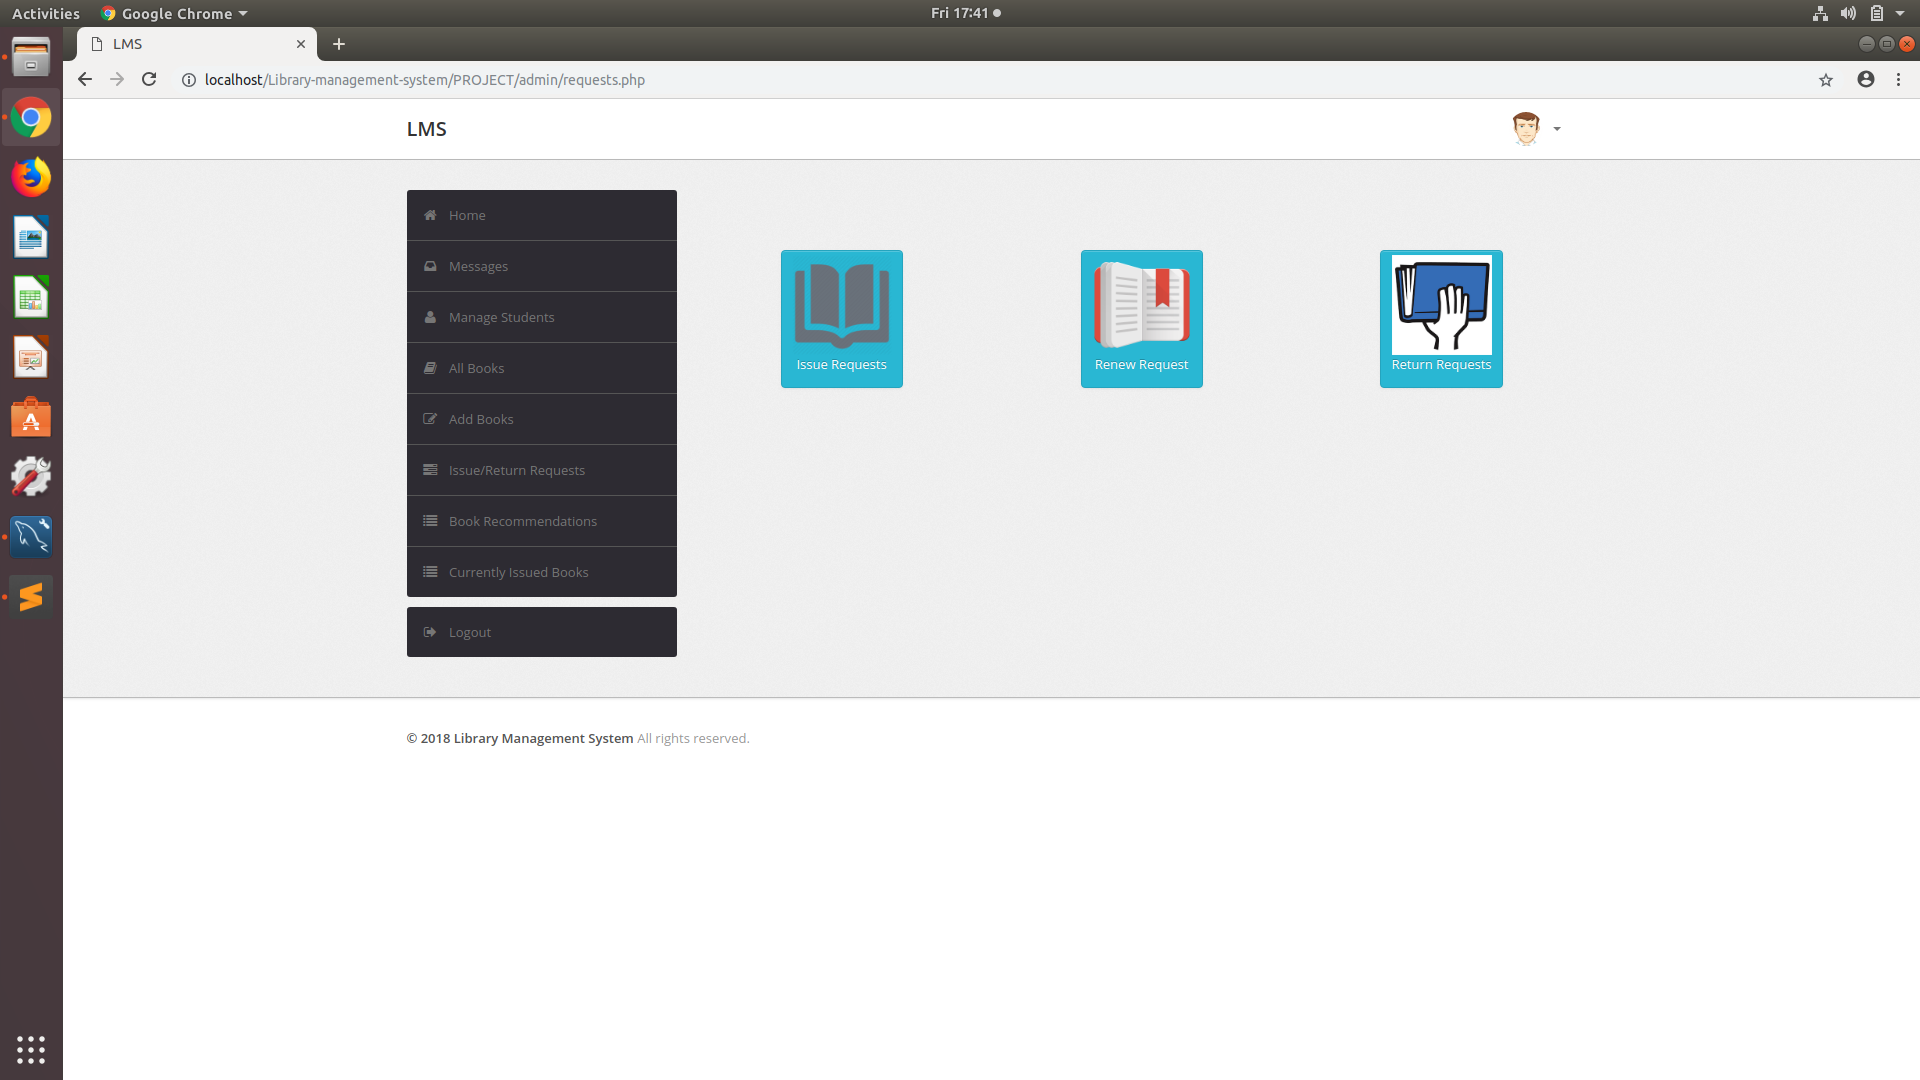 Activities Google Chrome Fri 17:41
LMS
localhost/Library-management-system/PROJECT/admin/requests.php
LMS
Home
Messages
Manage Students
All Books
Add Books
Issue/Return Requests
Book Recommendations
Currently Issued Books
Logout
Issue Requests Renew Request Return Requests
© 2018 Library Management System All rights reserved.